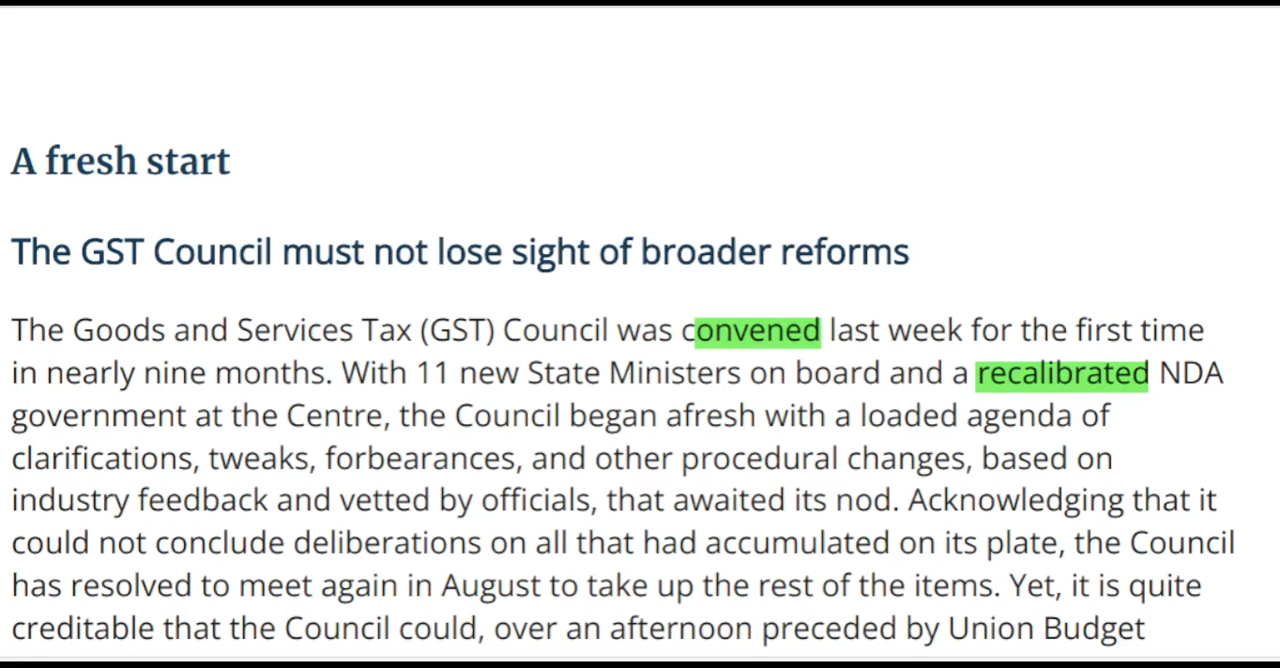 A fresh start
The GST Council must not lose sight of broader reforms
The Goods and Services Tax (GST) Council was convened last week for the first time
in nearly nine months. With 11 new State Ministers on board and a recalibrated NDA
government at the Centre, the Council began afresh with a loaded agenda of
clarifications, tweaks, forbearances, and other procedural changes, based on
industry feedback and vetted by officials, that awaited its nod. Acknowledging that it
could not conclude deliberations on all that had accumulated on its plate, the Council
has resolved to meet again in August to take up the rest of the items. Yet, it is quite
creditable that the Council could, over an afternoon preceded by Union Budget